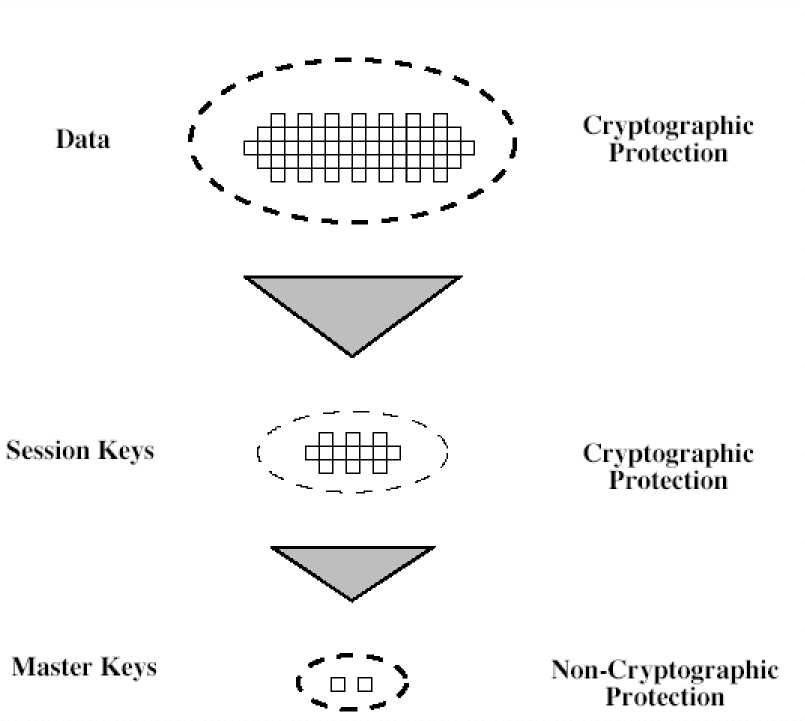 Data
Cryptographic
Protection
Session Keys
Cryptographic
Protection
Master Keys
Non-Cryptographic
Protection